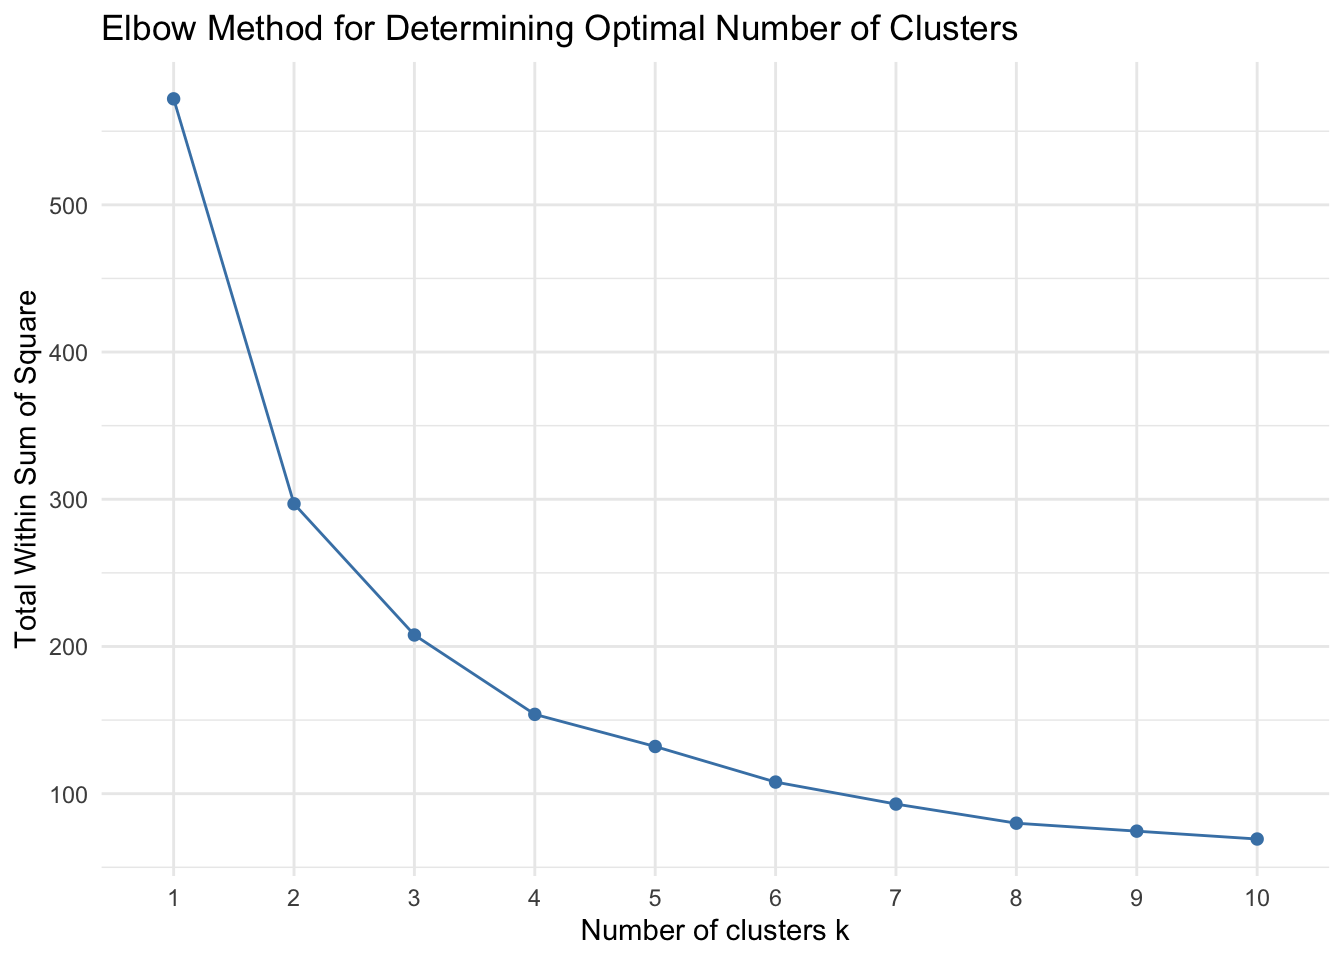 Elbow Method for Determining Optimal Number of Clusters
Total Within Sum of Square
500
400
300
200
100
1 2 3 4 5 6 7 8 9 10
Number of clusters k